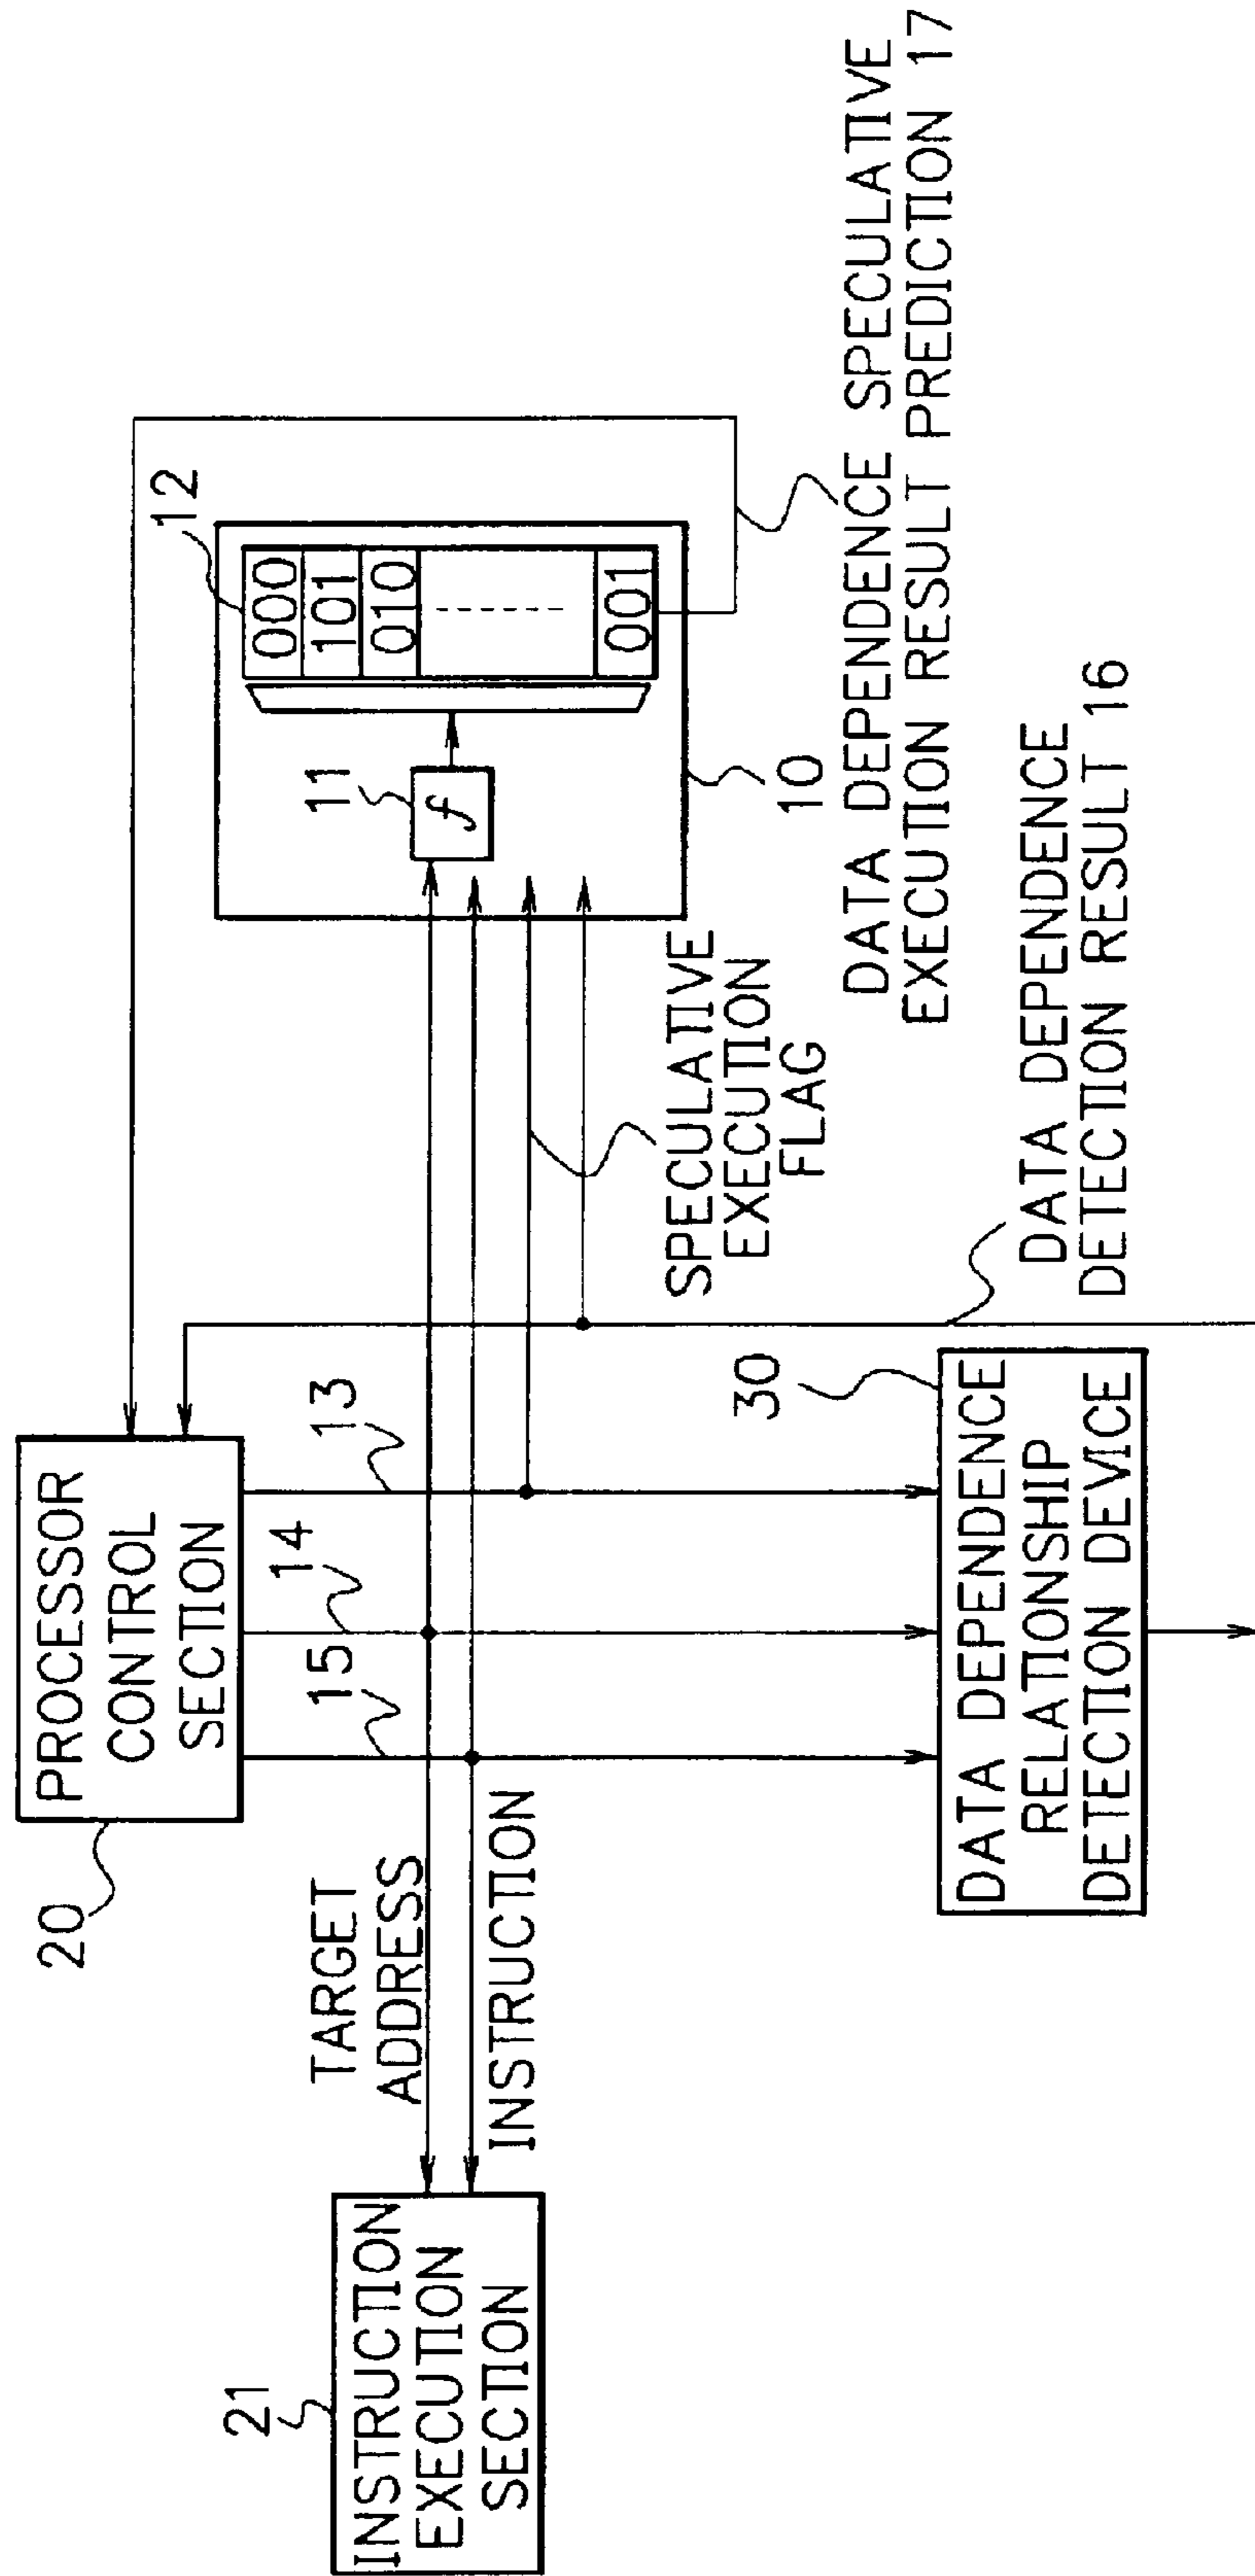 20
PROCESSOR
CONTROL
SECTION
21
INSTRUCTION
EXECUTION
SECTION
TARGET
ADDRESS
INSTRUCTION
15
14
13
SPECULATIVE
EXECUTION
FLAG
11
f
12
000
101
010
001
10
DATA DEPENDENCE SPECULATIVE
EXECUTION RESULT PREDICTION 17
DATA DEPENDENCE
DETECTION RESULT 16
30
DATA DEPENDENCE
RELATIONSHIP
DETECTION DEVICE